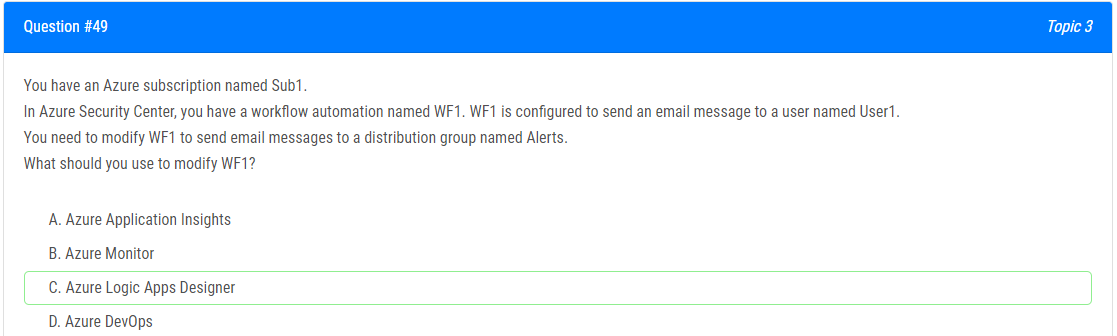 Question #49
Topic 3
You have an Azure subscription named Sub1.
In Azure Security Center, you have a workflow automation named WF1. WF1 is configured to send an email message to a user named User1.
You need to modify WF1 to send email messages to a distribution group named Alerts.
What should you use to modify WF1?
A. Azure Application Insights
B. Azure Monitor
C. Azure Logic Apps Designer
D. Azure DevOps